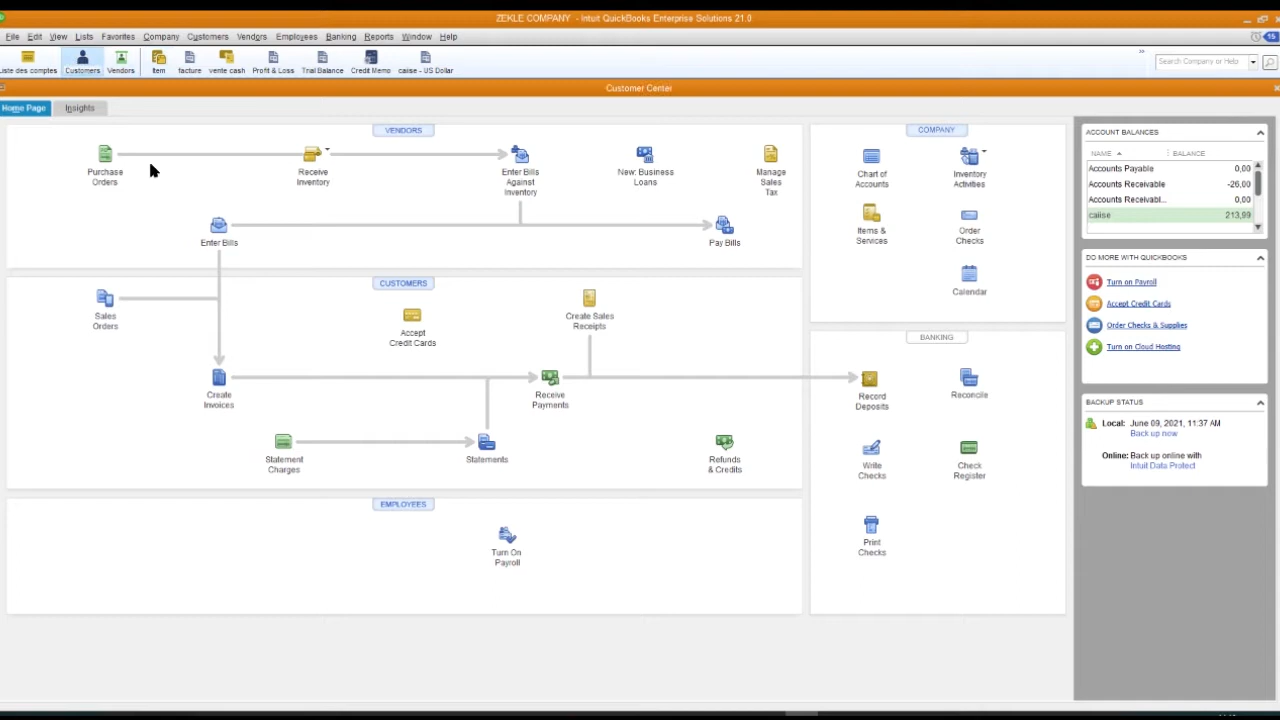 ZEKLE COMPANY - Intuit QuickBooks Enterprise Solutions 21.0
File Edit View Lists Favorites Company Customers Vendors Employees Banking Reports Window Help
15
Liste des comptes Customers Vendors Item facture vente cash Profit & Loss Trial Balance Credit Memo caiise - US Dollar
Search Company or Help
Customer Center
Home Page Insights
VENDORS
Purchase Orders
Receive Inventory
Enter Bills Against Inventory
New: Business Loans
Manage Sales Tax
Enter Bills
Pay Bills
CUSTOMERS
Sales Orders
Accept Credit Cards
Create Sales Receipts
Create Invoices
Receive Payments
Statement Charges
Statements
Refunds & Credits
EMPLOYEES
Turn On Payroll
COMPANY
Chart of Accounts
Inventory Activities
Items & Services
Order Checks
Calendar
BANKING
Record Deposits
Reconcile
Write Checks
Check Register
Print Checks
ACCOUNT BALANCES
NAME BALANCE
Accounts Payable 0,00
Accounts Receivable -26,00
Accounts Receivabl... 0,00
caiise 213,99
DO MORE WITH QUICKBOOKS
Turn on Payroll
Accept Credit Cards
Order Checks & Supplies
Turn on Cloud Hosting
BACKUP STATUS
Local: June 09, 2021, 11:37 AM
Back up now
Online: Back up online with
Intuit Data Protect